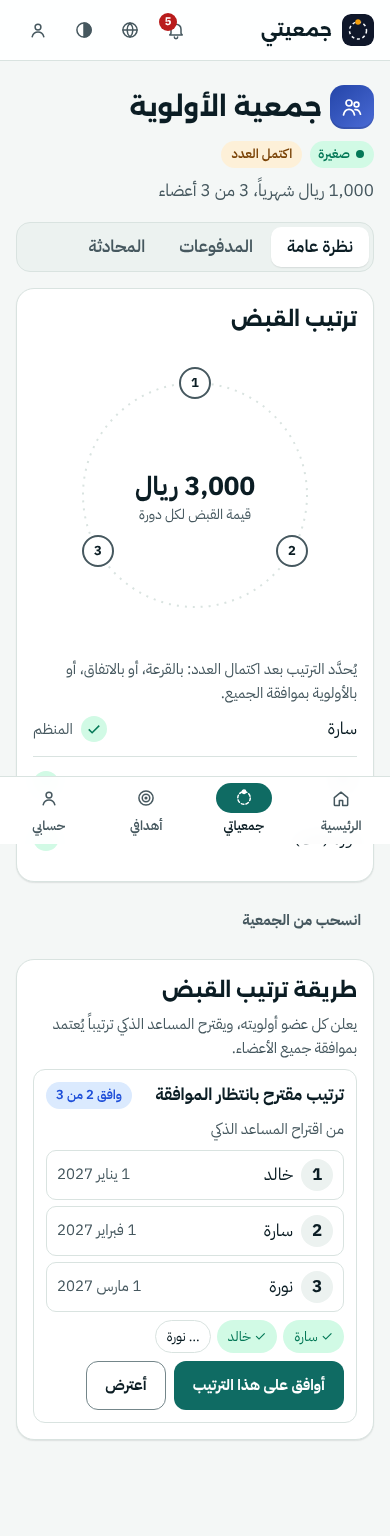 جمعيتي
5
جمعية الأولوية
صغيرة
اكتمل العدد
1,000 ريال شهرياً، 3 من 3 أعضاء
نظرة عامة
المدفوعات
المحادثة
ترتيب القبض
1
3,000 ريال
قيمة القبض لكل دورة
3
2
يُحدَّد الترتيب بعد اكتمال العدد: بالقرعة، أو بالاتفاق، أو
بالأولوية بموافقة الجميع.
سارة
المنظم
الرئيسية
جمعياتي
أهدافي
حسابي
انسحب من الجمعية
طريقة ترتيب القبض
يعلن كل عضو أولويته، ويقترح المساعد الذكي ترتيباً يُعتمد
بموافقة جميع الأعضاء.
ترتيب مقترح بانتظار الموافقة
وافق 2 من 3
من اقتراح المساعد الذكي
1 خالد 1 يناير 2027
2 سارة 1 فبراير 2027
3 نورة 1 مارس 2027
✓ سارة
✓ خالد
… نورة
أوافق على هذا الترتيب
أعترض